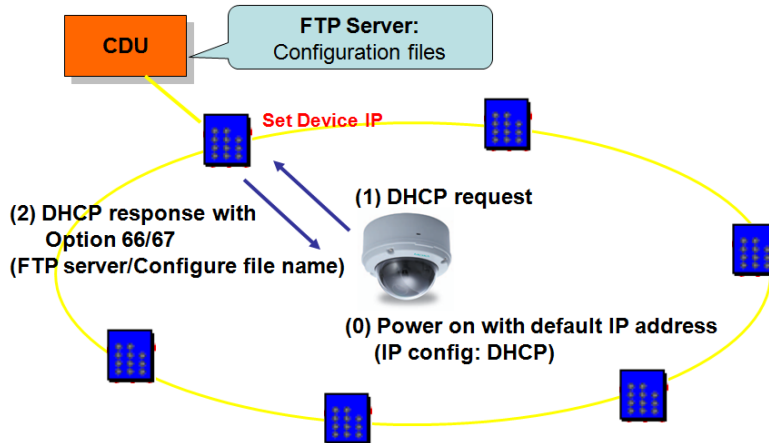 FTP Server:
Configuration files
CDU
Set Device IP
(1) DHCP request
(2) DHCP response with
Option 66/67
(FTP server/Configure file name)
(0) Power on with default IP address
(IP config: DHCP)